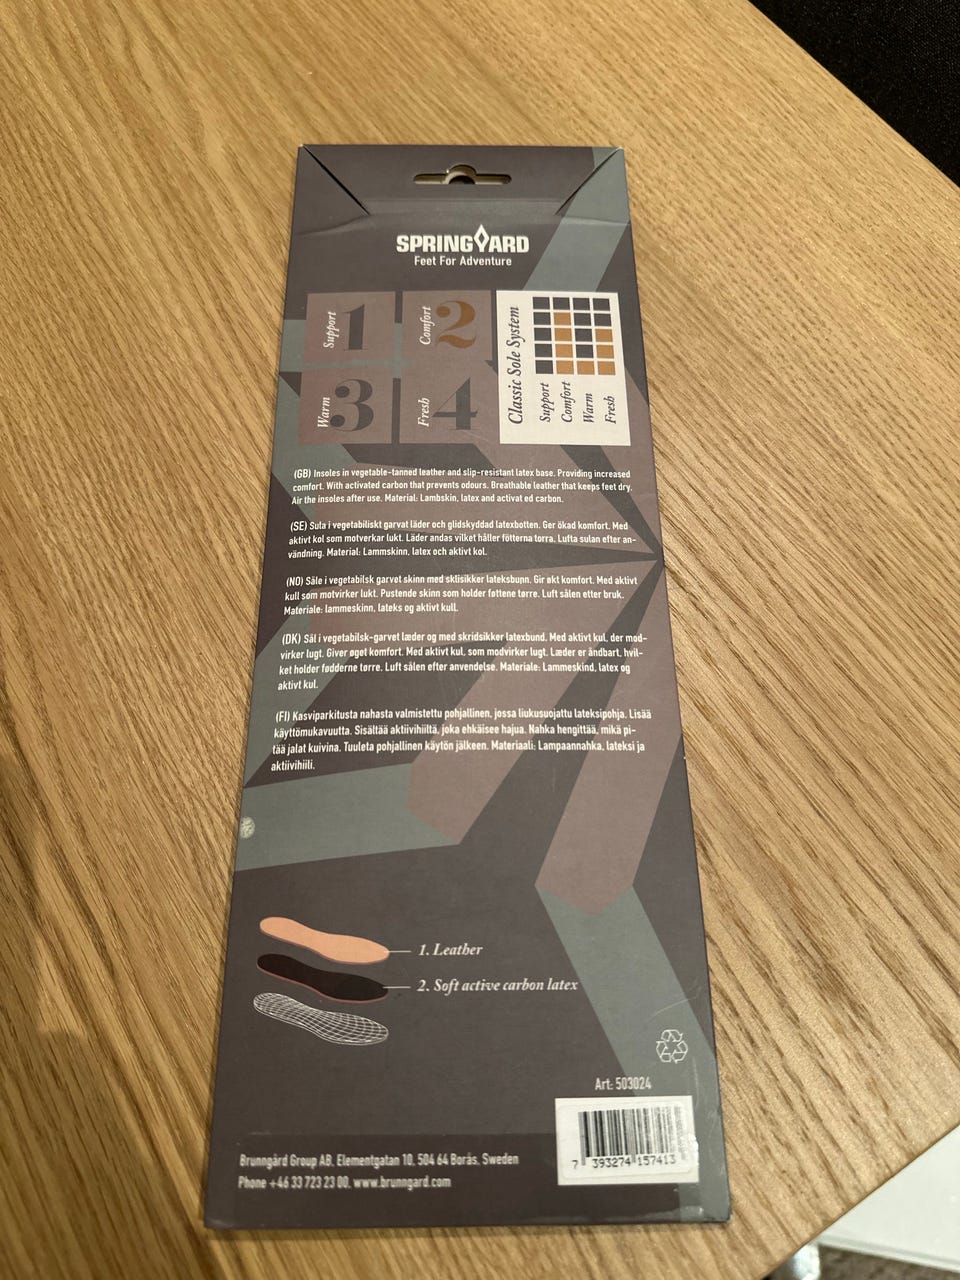 SPRINGYARD
Feet For Adventure
Support 1
Comfort 2
Warm 3
Fresh 4
Classic Sole System
Support
Comfort
Warm
Fresh
(GB) Insoles in vegetable-tanned leather and slip-resistant latex base. Providing increased
comfort. With activated carbon that prevents odours. Breathable leather that keeps feet dry.
Air the insoles after use. Material: Lambskin, latex and activat ed carbon.
(SE) Sula i vegetabiliskt garvat läder och glidskyddad latexbotten. Ger ökad komfort. Med
aktivt kol som motverkar lukt. Läder andas vilket håller fötterna torra. Lufta sulan efter an-
vändning. Material: Lammskinn, latex och aktivt kol.
(NO) Såle i vegetabilsk garvet skinn med sklisikker lateksbunn. Gir økt komfort. Med aktivt
kull som motvirker lukt. Pustende skinn som holder føttene tørre. Luft sålen etter bruk.
Materiale: lammeskinn, lateks og aktivt kull.
(DK) Sål i vegetabilsk-garvet læder og med skridsikker latexbund. Med aktivt kul, der mod-
virker lugt. Giver øget komfort. Med aktivt kul, som modvirker lugt. Læder er åndbart, hvil-
ket holder fødderne tørre. Luft sålen efter anvendelse. Materiale: Lammeskind, latex og
aktivt kul.
(FI) Kasviparkitusta nahasta valmistettu pohjallinen, jossa liukusuojattu lateksipohja. Lisää
käyttömukavuutta. Sisältää aktiivihiiltä, joka ehkäisee hajua. Nahka hengittää, mikä pi-
tää jalat kuivina. Tuuleta pohjallinen käytön jälkeen. Materiaali: Lampaannahka, lateksi ja
aktiivihiili.
1. Leather
2. Soft active carbon latex
Art: 503024
7 393274 157413
Brunngård Group AB, Elementgatan 10, 504 64 Borås, Sweden
Phone +46 33 723 23 00, www.brunngard.com